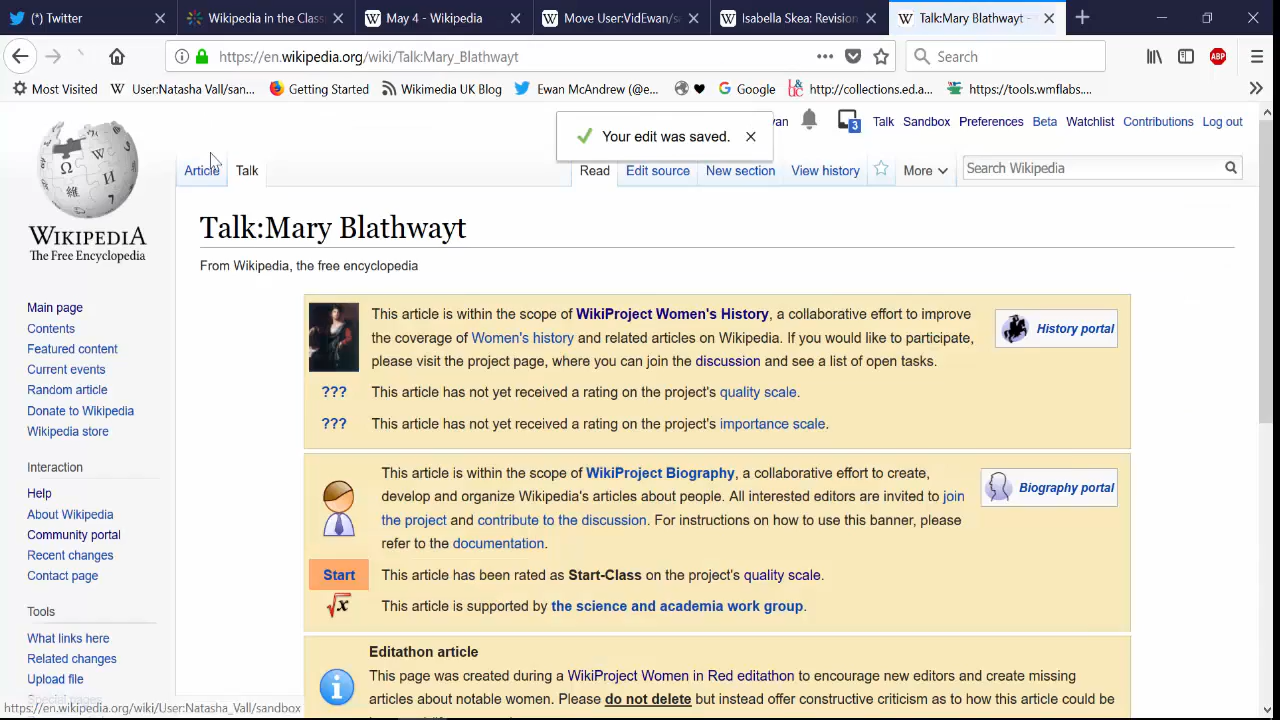 (*) Twitter
Wikipedia in the Class
May 4 - Wikipedia
Move User:VidEwan/s
Isabella Skea: Revision
Talk:Mary Blathwayt -
https://en.wikipedia.org/wiki/Talk:Mary_Blathwayt
Search
ABP
Most Visited
User:Natasha Vall/san...
Getting Started
Wikimedia UK Blog
Ewan McAndrew (@e...
Google
http://collections.ed.a...
https://tools.wmflabs....
Your edit was saved.
an
3
Talk
Sandbox
Preferences
Beta
Watchlist
Contributions
Log out
Article
Talk
Read
Edit source
New section
View history
More
Search Wikipedia
WIKIPEDIA
The Free Encyclopedia
Main page
Contents
Featured content
Current events
Random article
Donate to Wikipedia
Wikipedia store
Interaction
Help
About Wikipedia
Community portal
Recent changes
Contact page
Tools
What links here
Related changes
Upload file
Special pages
https://en.wikipedia.org/wiki/User:Natasha_Vall/sandbox
Talk:Mary Blathwayt
From Wikipedia, the free encyclopedia
This article is within the scope of WikiProject Women's History, a collaborative effort to improve
the coverage of Women's history and related articles on Wikipedia. If you would like to participate,
please visit the project page, where you can join the discussion and see a list of open tasks.
History portal
??? This article has not yet received a rating on the project's quality scale.
??? This article has not yet received a rating on the project's importance scale.
This article is within the scope of WikiProject Biography, a collaborative effort to create,
develop and organize Wikipedia's articles about people. All interested editors are invited to join
the project and contribute to the discussion. For instructions on how to use this banner, please
refer to the documentation.
Biography portal
Start This article has been rated as Start-Class on the project's quality scale.
√x This article is supported by the science and academia work group.
Editathon article
This page was created during a WikiProject Women in Red editathon to encourage new editors and create missing
articles about notable women. Please do not delete but instead offer constructive criticism as to how this article could be